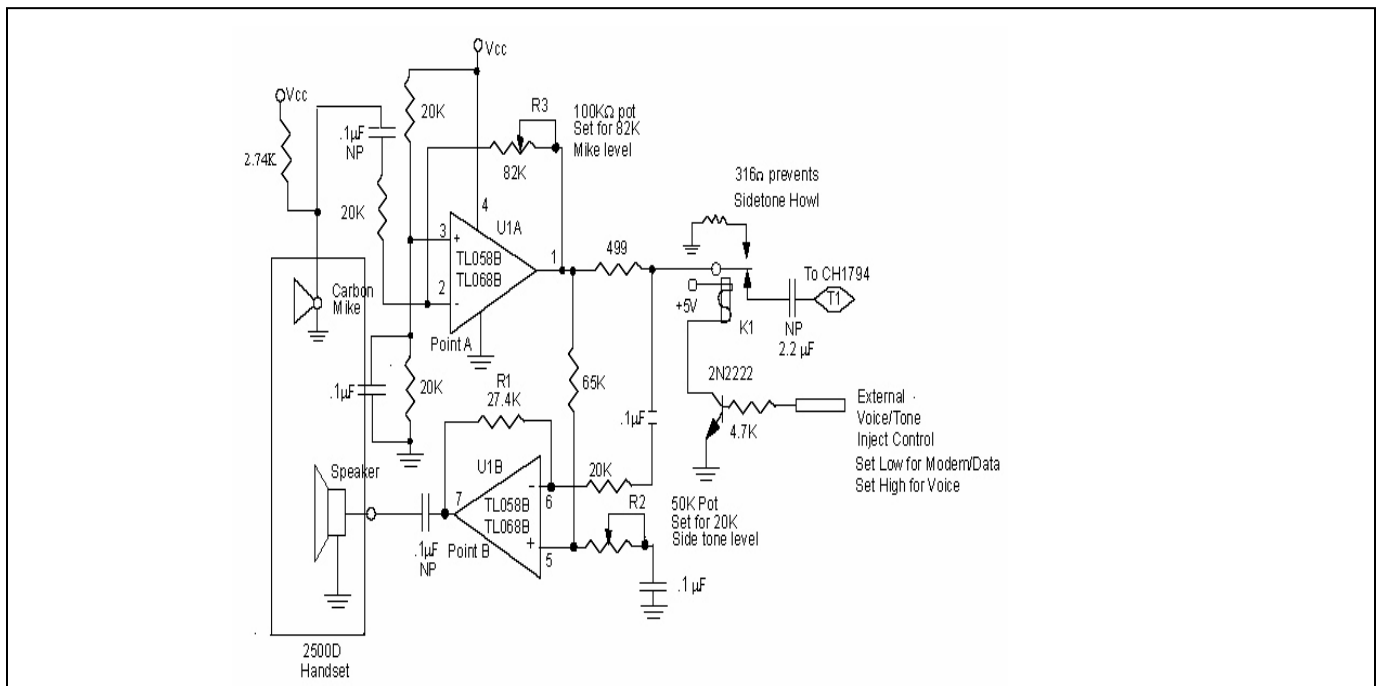 Vcc
Vcc
20K
R3
100KΩ pot
Set for 82K
Mike level
.1µF
NP
2.74K
82K
316Ω prevents
Sidetone Howl
20K
4
U1A
3
+
TL058B
TL068B
1
499
2
-
To CH1794
T1
Carbon
Mike
+5V
K1
NP
2.2 µF
Point A
R1
27.4K
65K
2N2222
.1µF
20K
.1µF
4.7K
External
Voice/Tone
Inject Control
Set Low for Modem/Data
Set High for Voice
Speaker
U1B
20K
7
-
6
TL058B
TL068B
R2
50K Pot
Set for 20K
Side tone level
.1µF
NP
Point B
+
5
.1 µF
2500D
Handset